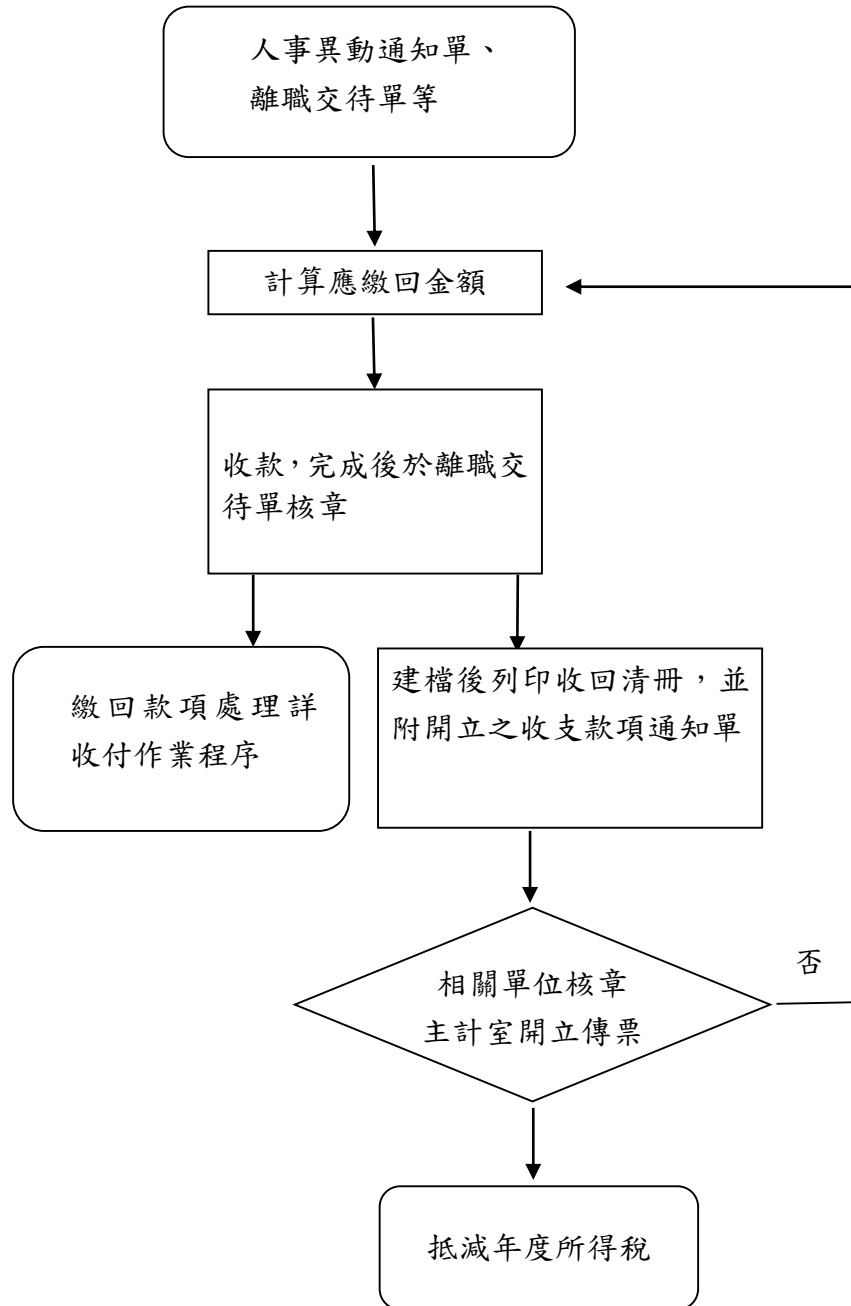 人事異動通知單、
離職交待單等
計算應繳回金額
收款，完成後於離職交
待單核章
繳回款項處理詳
收付作業程序
建檔後列印收回清冊，並
附開立之收支款項通知單
相關單位核章
主計室開立傳票
否
抵減年度所得稅